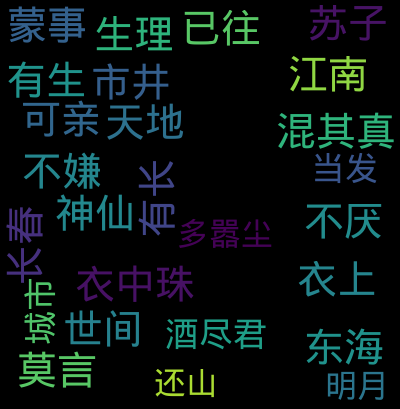 蒙事
生理
已往
苏子
有生
市井
江南
可亲
天地
混其真
不嫌
当发
有长
神仙
长春
多嚣尘
不厌
衣中珠
衣上
城市
世间
酒尽君
东海
莫言
还山
明月